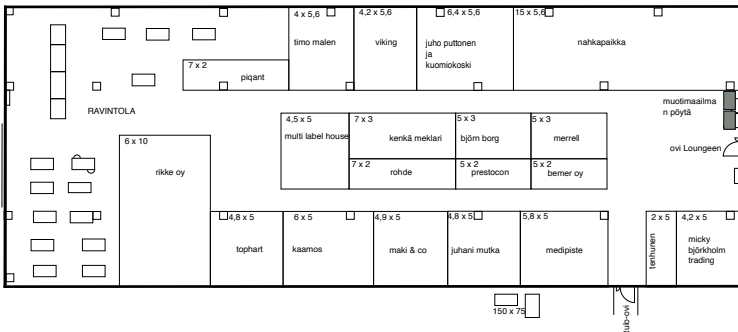 4 x 5,6
timo malen
4,2 x 5,6
viking
6,4 x 5,6
juho puttonen
ja
kuomiokoski
15 x 5,6
nahkapaikka
7 x 2
piqant
RAVINTOLA
muotimaailma
n pöytä
ovi Loungeen
6 x 10
rikke oy
4,5 x 5
multi label house
7 x 3
kenkä meklari
5 x 3
björn borg
5 x 3
merrell
7 x 2
rohde
5 x 2
prestocon
5 x 2
bemer oy
4,8 x 5
tophart
6 x 5
kaamos
4,9 x 5
maki & co
4,8 x 5
juhani mutka
5,8 x 5
medipiste
2 x 5
tenhunen
4,2 x 5
micky
björkholm
trading
150 x 75